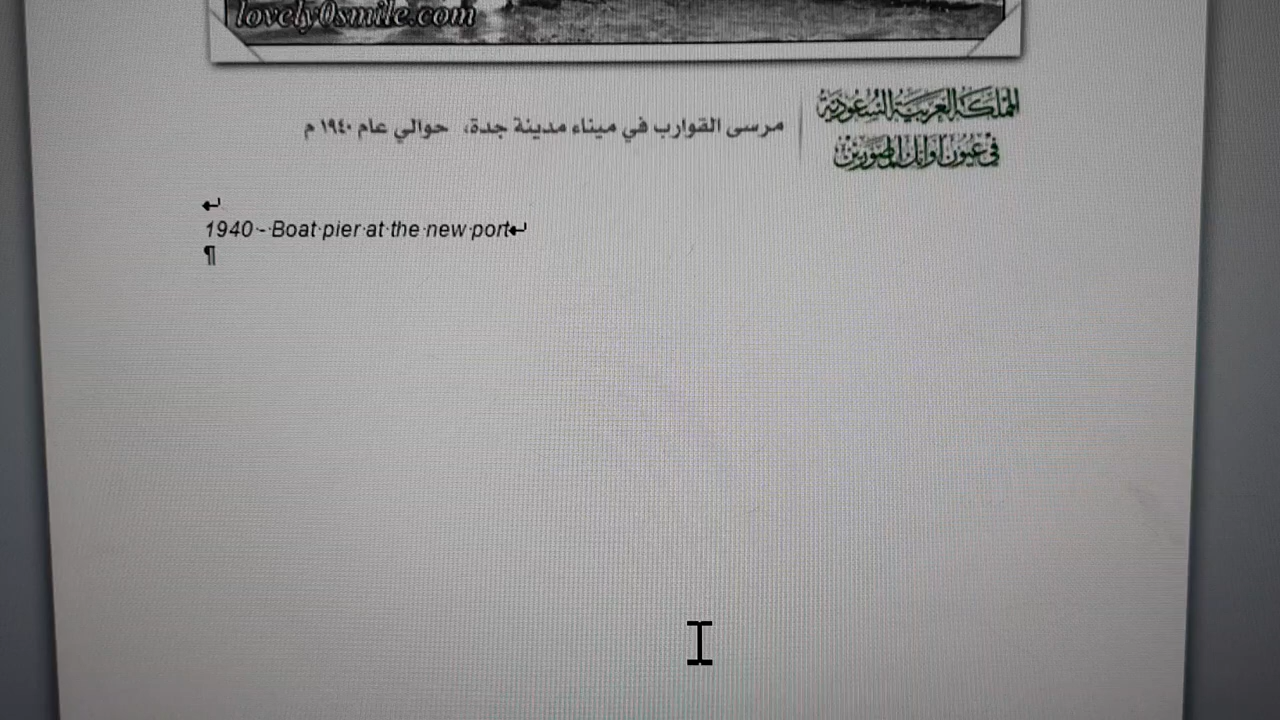 lovely0smile.com
المملكة العربية السعودية
في عيون أوائل المصورين
مرسى القوارب في ميناء مدينة جدة، حوالي عام ١٩٤٠ م
1940 - Boat pier at the new port